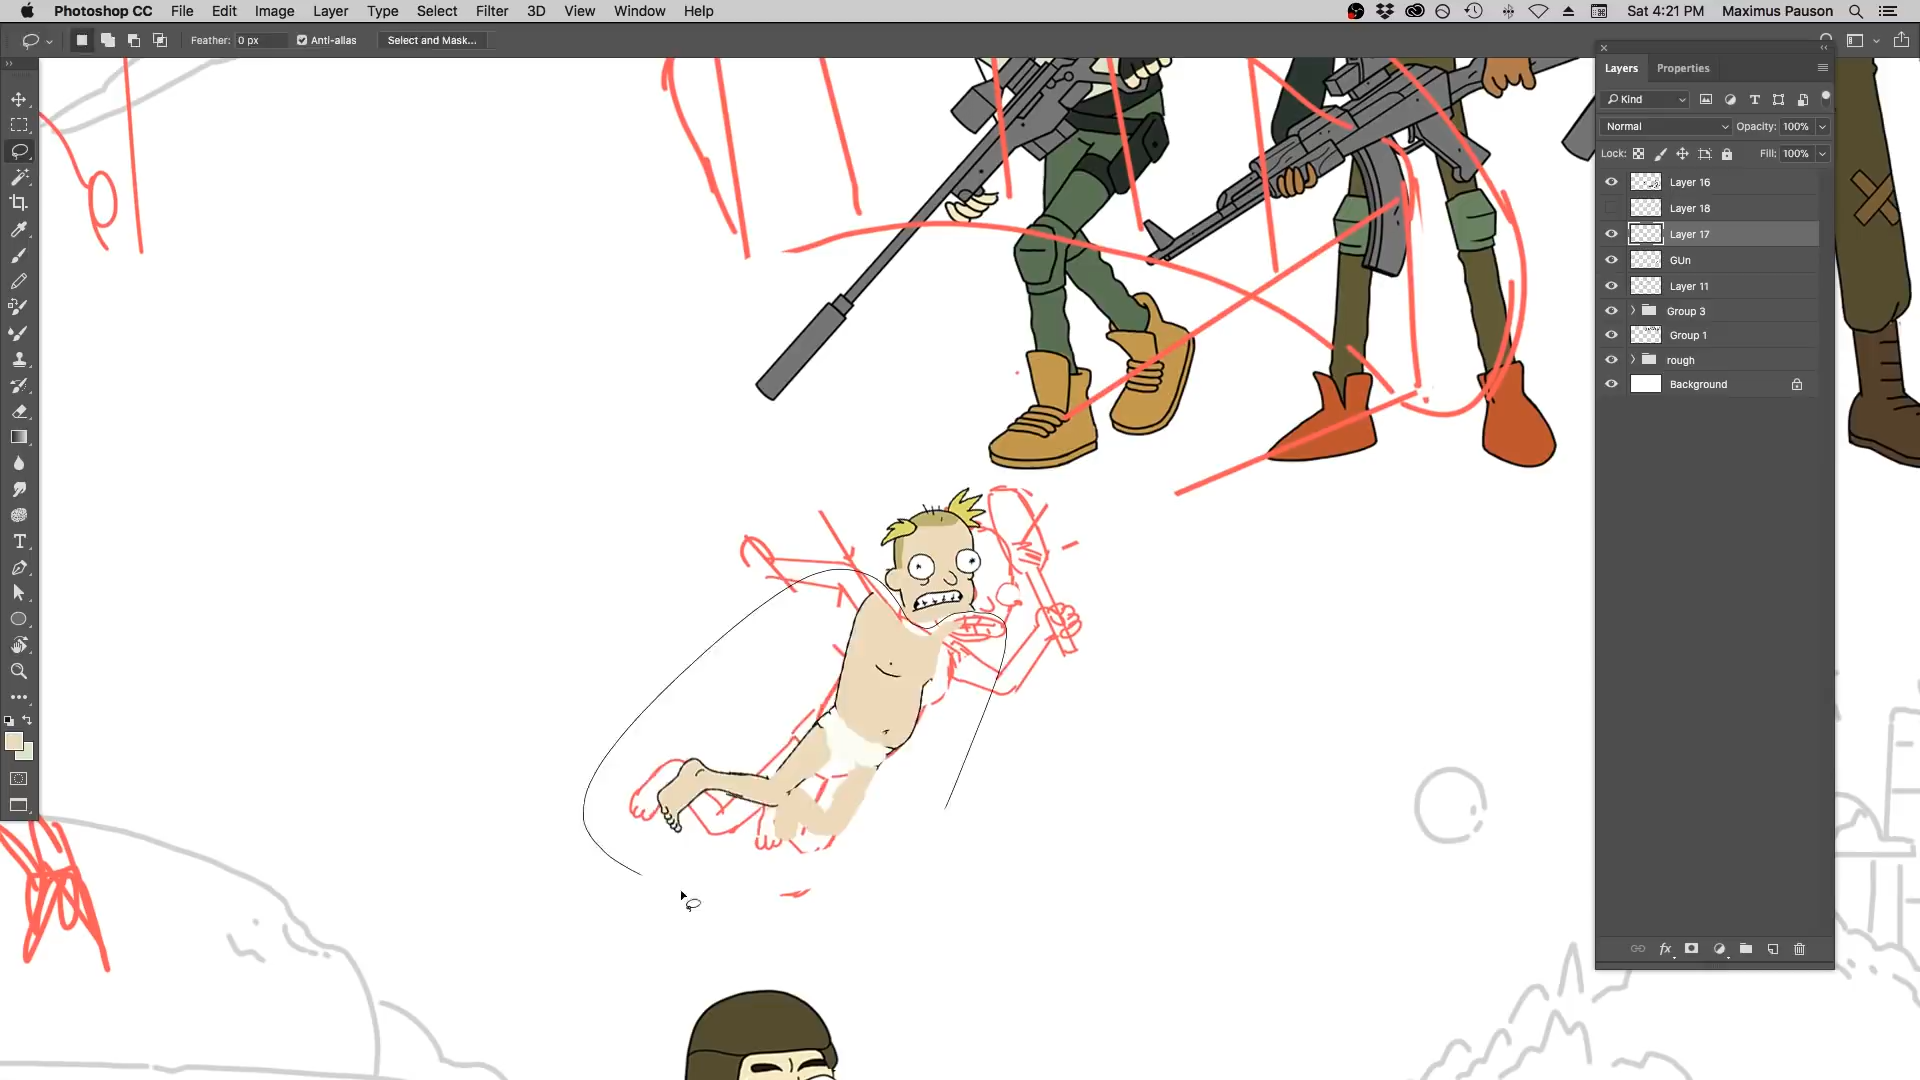 Photoshop CC File Edit Image Layer Type Select Filter 3D View Window Help Sat 4:21 PM Maximus Pauson
Feather: 0 px Anti-alias Select and Mask...
Layers Properties
Kind
Normal Opacity: 100%
Lock: Fill: 100%
Layer 16
Layer 18
Layer 17
GUn
Layer 11
Group 3
Group 1
rough
Background
fx